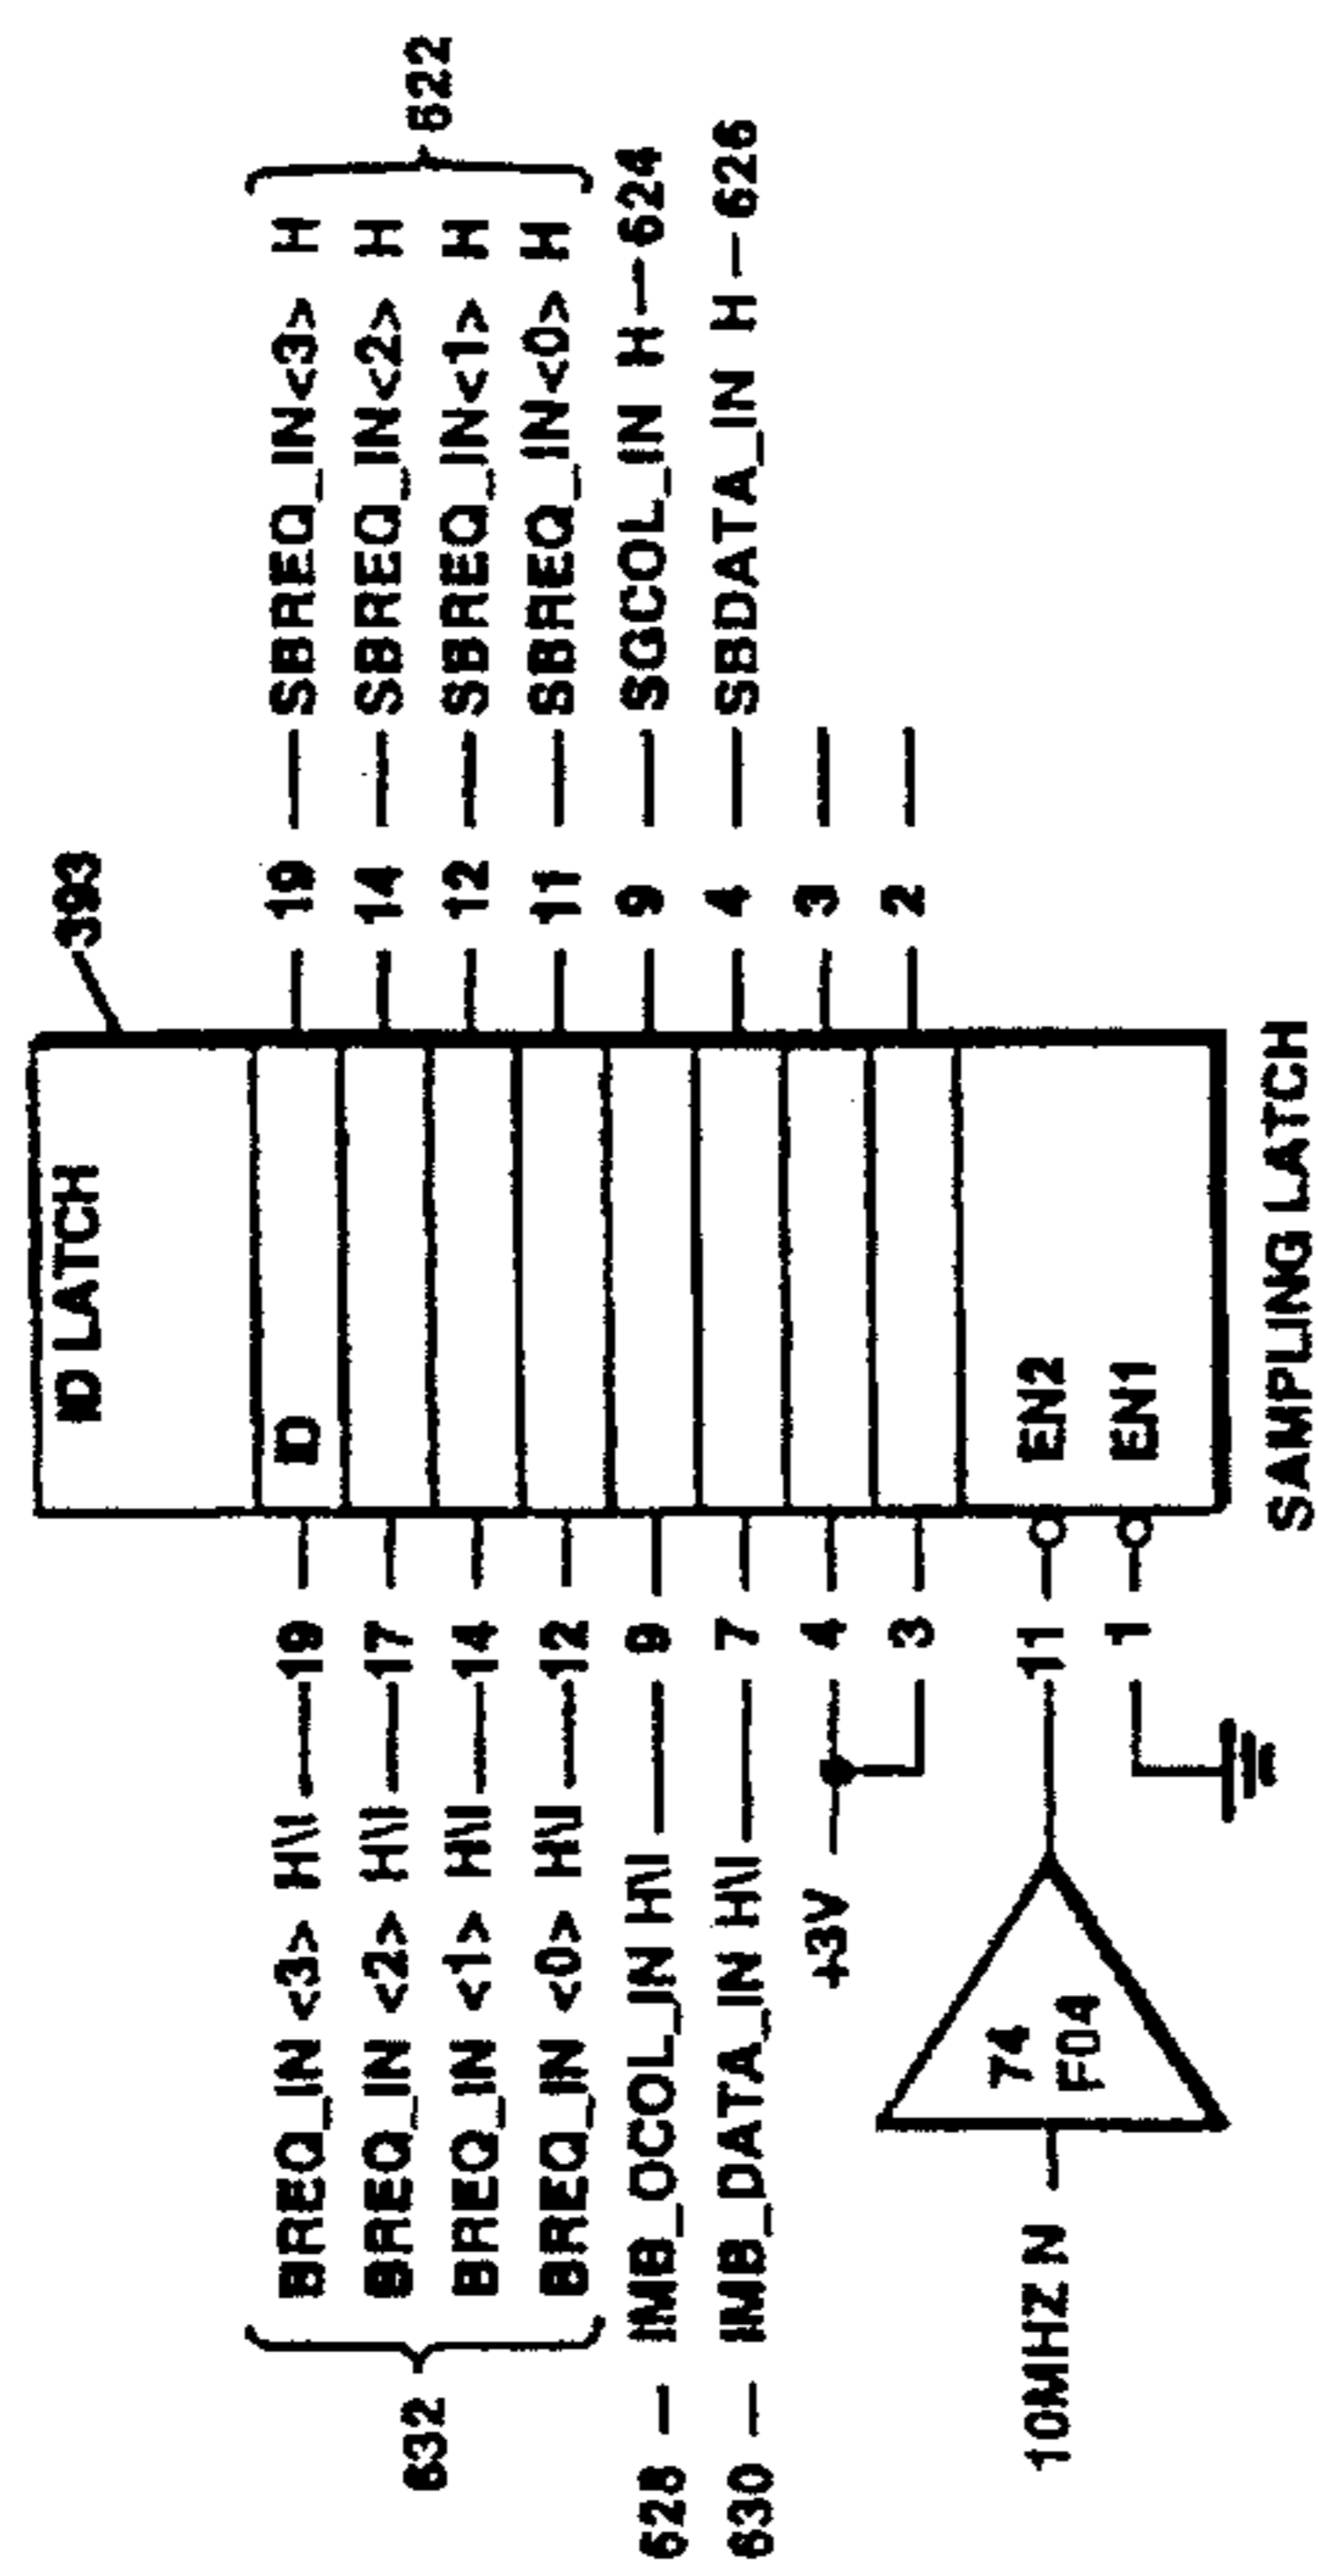 ID LATCH
393
632
BREQ_IN <3> H\I 19 ID 19 SBREQ_IN<3> H
BREQ_IN <2> H\I 17 14 SBREQ_IN<2> H
BREQ_IN <1> H\I 14 12 SBREQ_IN<1> H
BREQ_IN <0> H\I 12 11 SBREQ_IN<0> H
622
628 IMB_OCOL_IN H\I 9 9 SGCOL_IN H 624
630 IMB_DATA_IN H\I 7 4 SBDATA_IN H 626
+3V 4 3
3 2
10MHZ N 74 F04 11 EN2
1 EN1
SAMPLING LATCH